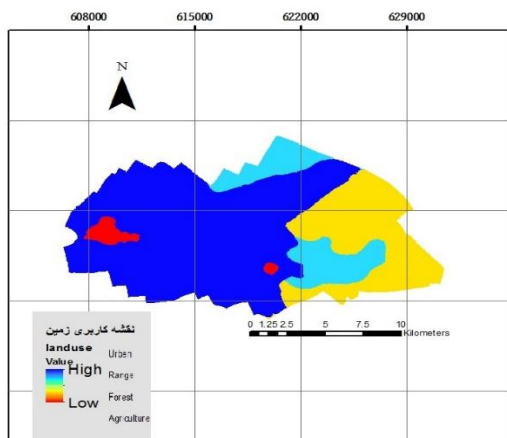 608000 615000 622000 629000
N
0 1.25 2.5 5 7.5 10
Kilometers
نقشه کاربری زمین
landuse
Value
High
Low
Urban
Range
Forest
Agriculture